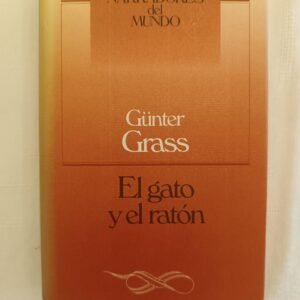 NARRADORES
del
MUNDO
Günter
Grass
El gato
y el ratón